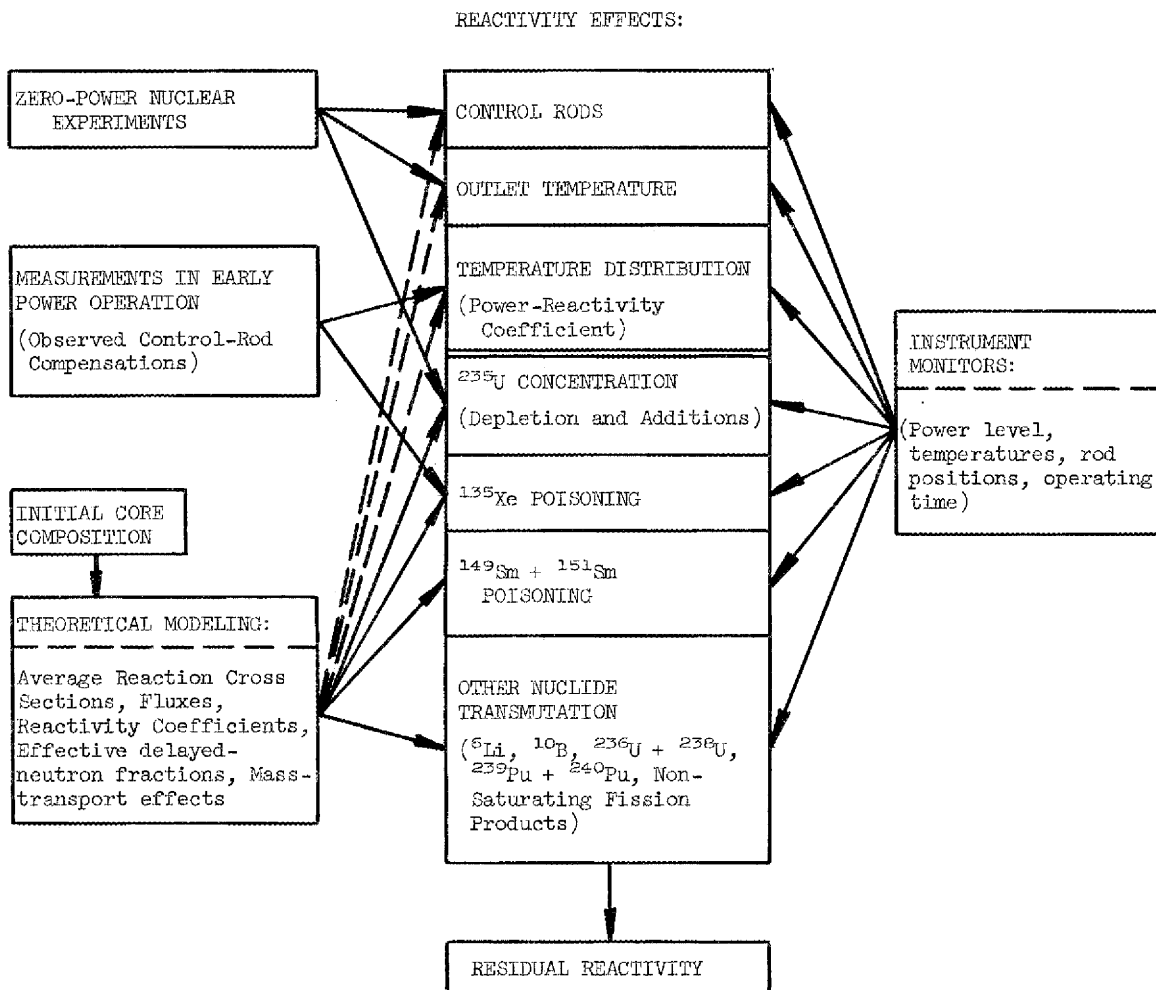 REACTIVITY EFFECTS:
ZERO-POWER NUCLEAR
EXPERIMENTS
MEASUREMENTS IN EARLY
POWER OPERATION
(Observed Control-Rod
Compensations)
INITIAL CORE
COMPOSITION
THEORETICAL MODELING:
Average Reaction Cross
Sections, Fluxes,
Reactivity Coefficients,
Effective delayed-
neutron fractions, Mass-
transport effects
CONTROL RODS
OUTLET TEMPERATURE
TEMPERATURE DISTRIBUTION
(Power-Reactivity
Coefficient)
²³⁵U CONCENTRATION
(Depletion and Additions)
¹³⁵Xe POISONING
¹⁴⁹Sm + ¹⁵¹Sm
POISONING
OTHER NUCLIDE
TRANSMUTATION
(⁶Li, ¹⁰B, ²³⁶U + ²³⁸U,
²³⁹Pu + ²⁴⁰Pu, Non-
Saturating Fission
Products)
RESIDUAL REACTIVITY
INSTRUMENT
MONITORS:
(Power level,
temperatures, rod
positions, operating
time)